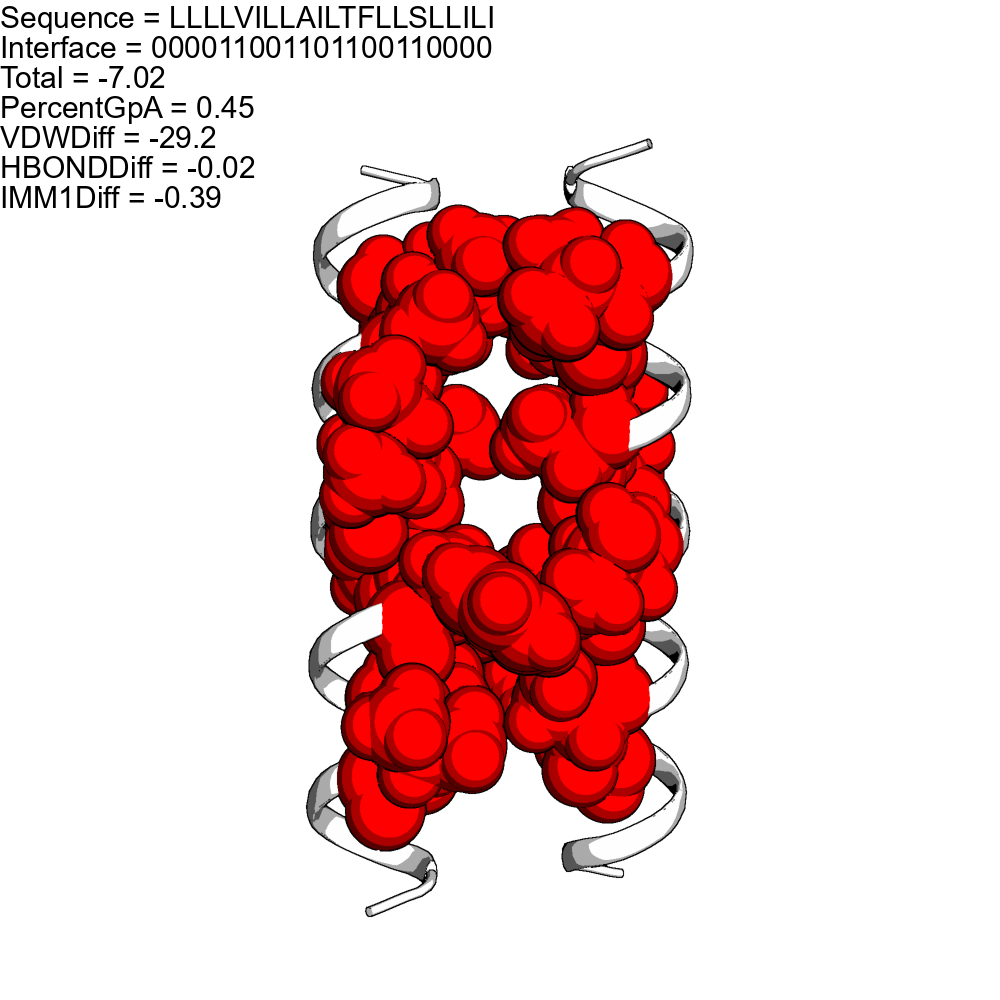 Sequence = LLLLVILLAILTFLLSLLILI
Interface = 000011001101100110000
Total = -7.02
PercentGpA = 0.45
VDWDiff = -29.2
HBONDDiff = -0.02
IMM1Diff = -0.39